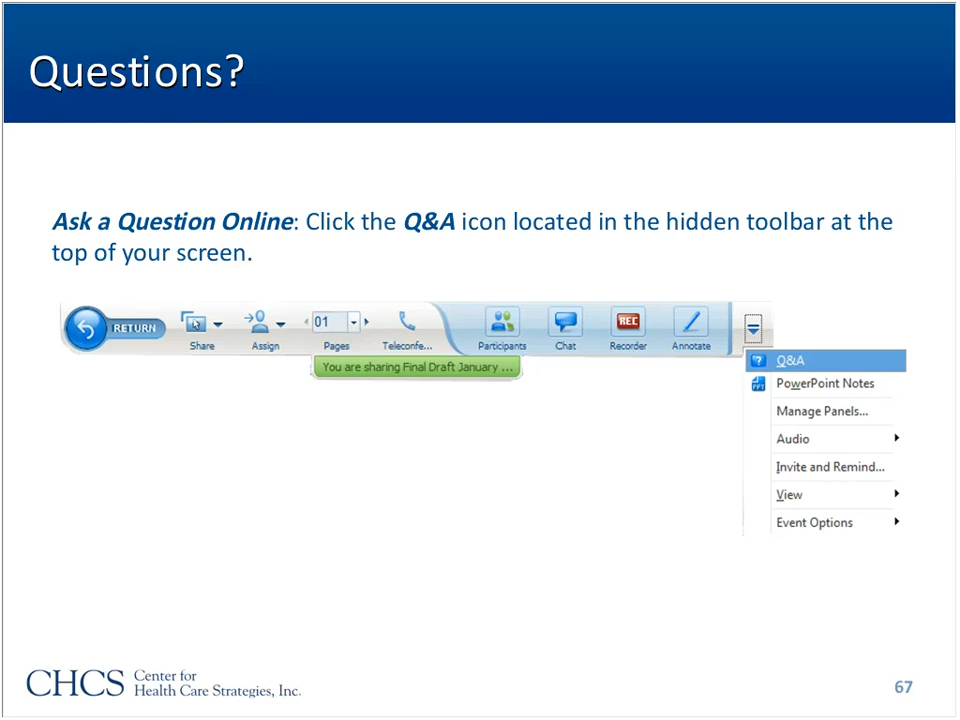 Questions?
Ask a Question Online: Click the Q&A icon located in the hidden toolbar at the
top of your screen.
RETURN
01
REC
Share
Assign
Pages
Teleconfe...
Participants
Chat
Recorder
Annotate
You are sharing Final Draft January ...
? Q&A
PPT PowerPoint Notes
Manage Panels...
Audio
Invite and Remind...
View
Event Options
CHCS Center for
Health Care Strategies, Inc.
67